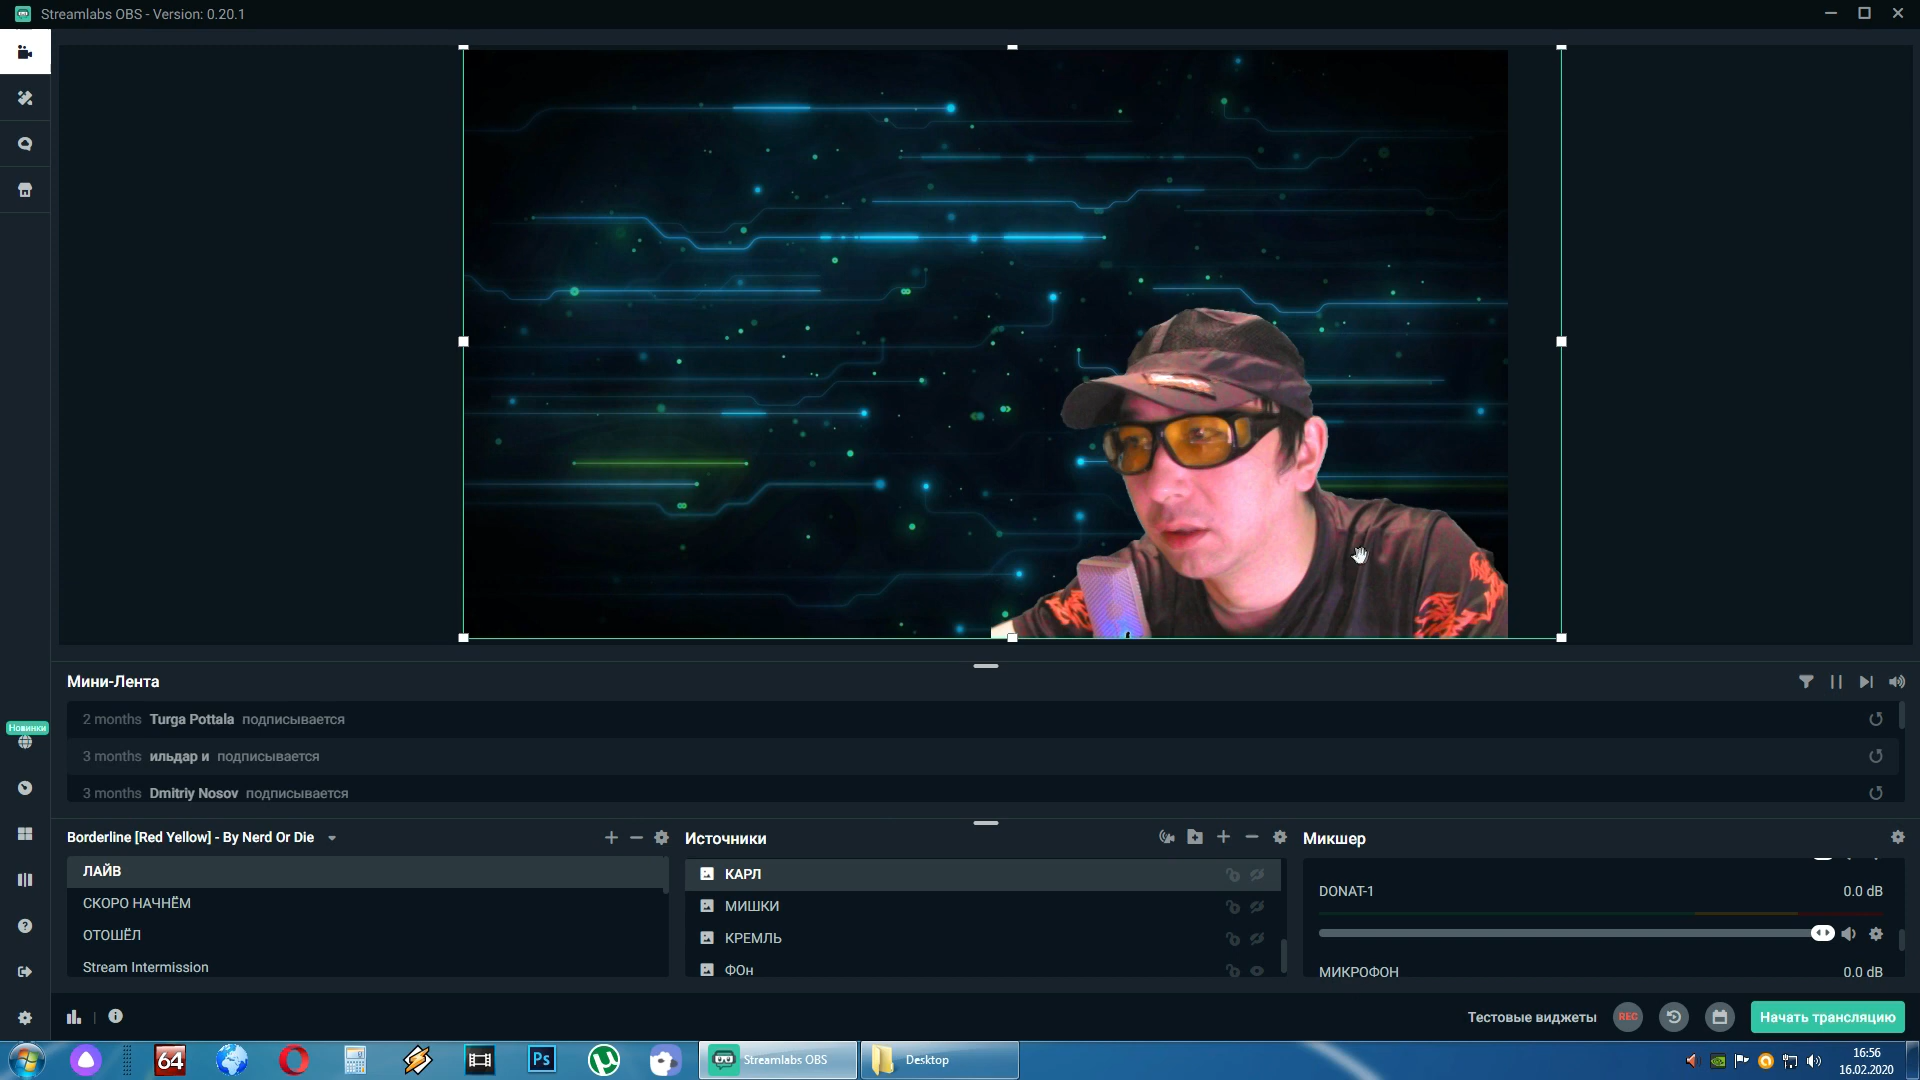 Streamlabs OBS - Version: 0.20.1
Мини-Лента
2 months Turga Pottala подписывается
3 months ильдар и подписывается
3 months Dmitriy Nosov подписывается
Новинки
Borderline [Red Yellow] - By Nerd Or Die
ЛАЙВ
СКОРО НАЧНЁМ
ОТОШЁЛ
Stream Intermission
Источники
КАРЛ
МИШКИ
КРЕМЛЬ
ФОн
Микшер
DONAT-1 0.0 dB
МИКРОФОН 0.0 dB
Тестовые виджеты
REC
Начать трансляцию
64
Ps
Streamlabs OBS
Desktop
16:56
16.02.2020